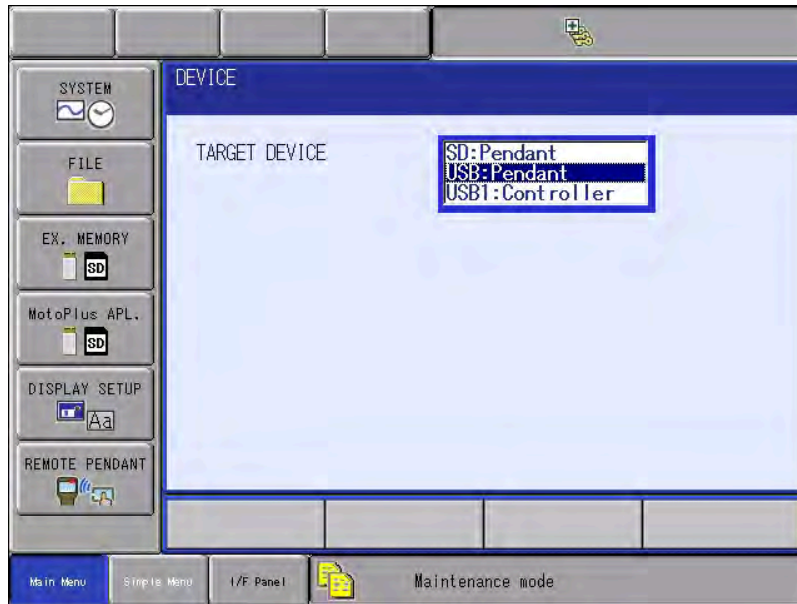 SYSTEM
FILE
EX. MEMORY
SD
MotoPlus APL.
SD
DISPLAY SETUP
Aa
REMOTE PENDANT
DEVICE
TARGET DEVICE
SD:Pendant
USB:Pendant
USB1:Controller
Main Menu
Simple Menu
I/F Panel
Maintenance mode